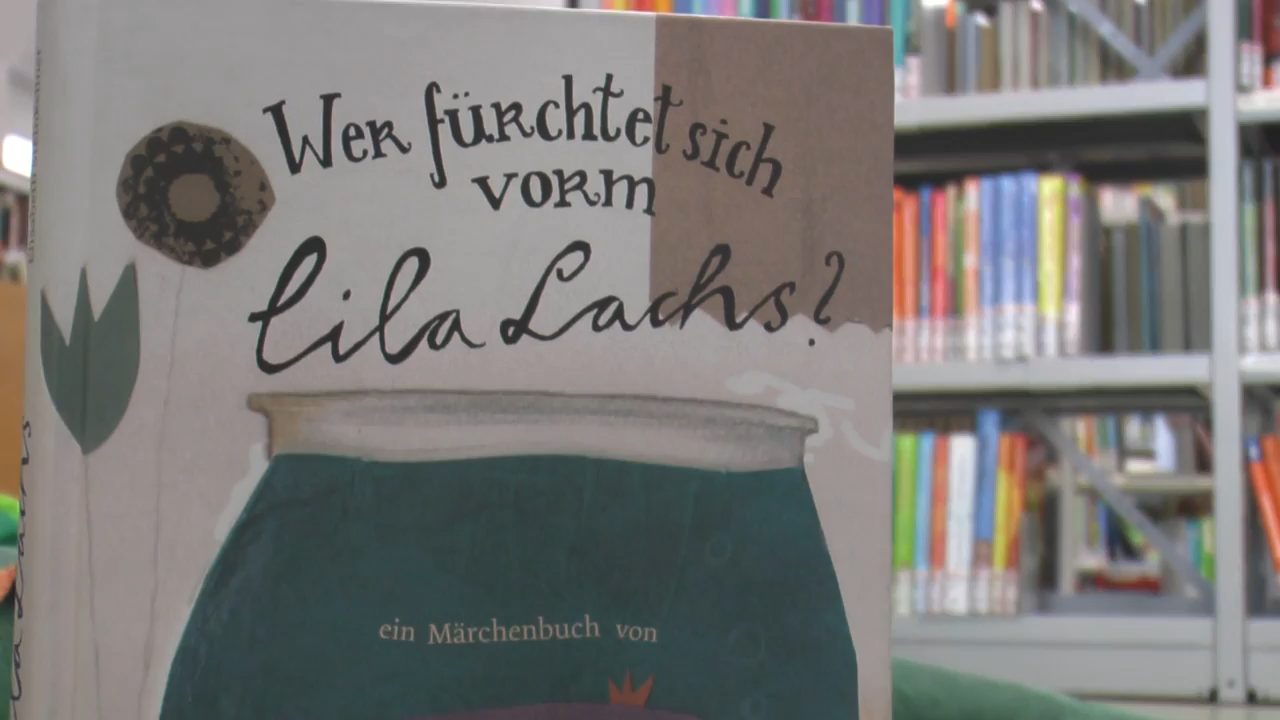 Wer fürchtet sich
vorm
lila Lachs?
ein Märchenbuch von